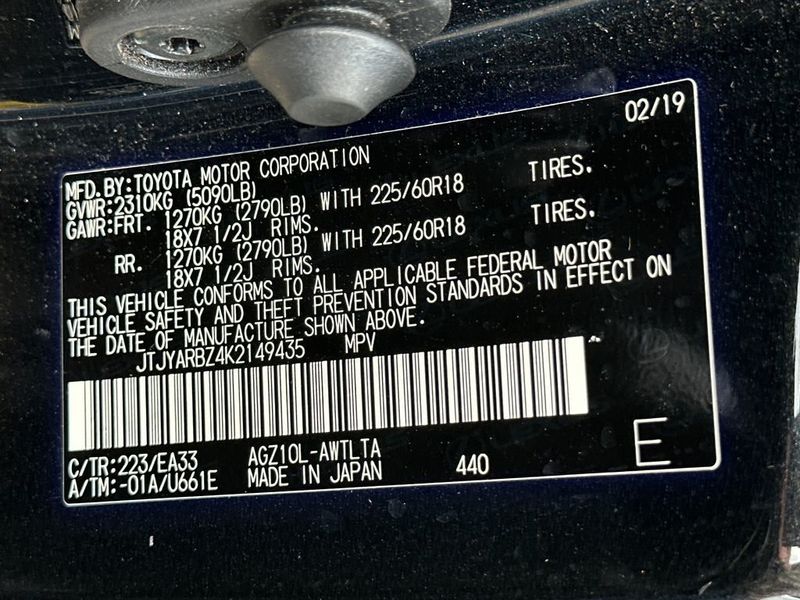 02/19
MFD.BY:TOYOTA MOTOR CORPORATION
GVWR:2310KG (5090LB)
GAWR:FRT. 1270KG (2790LB) WITH 225/60R18 TIRES.
18X7 1/2J RIMS.
RR. 1270KG (2790LB) WITH 225/60R18 TIRES.
18X7 1/2J RIMS.
THIS VEHICLE CONFORMS TO ALL APPLICABLE FEDERAL MOTOR
VEHICLE SAFETY AND THEFT PREVENTION STANDARDS IN EFFECT ON
THE DATE OF MANUFACTURE SHOWN ABOVE.
JTJYARBZ4K2149435 MPV
C/TR:223/EA33 AGZ10L-AWTLTA
A/TM:-01A/U661E MADE IN JAPAN 440 E